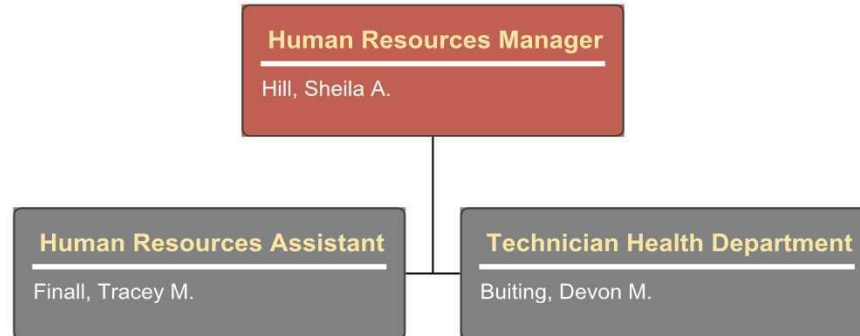 Human Resources Manager
Hill, Sheila A.
Human Resources Assistant
Finall, Tracey M.
Technician Health Department
Buiting, Devon M.